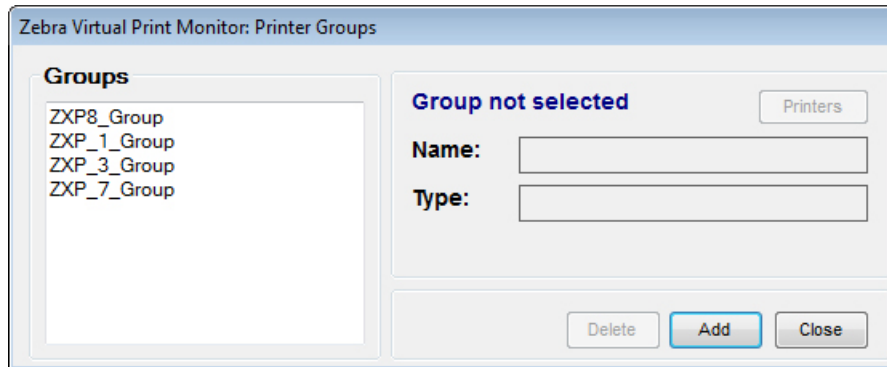 Zebra Virtual Print Monitor: Printer Groups
Groups
ZXP8_Group
ZXP_1_Group
ZXP_3_Group
ZXP_7_Group
Group not selected
Printers
Name:
Type:
Delete
Add
Close